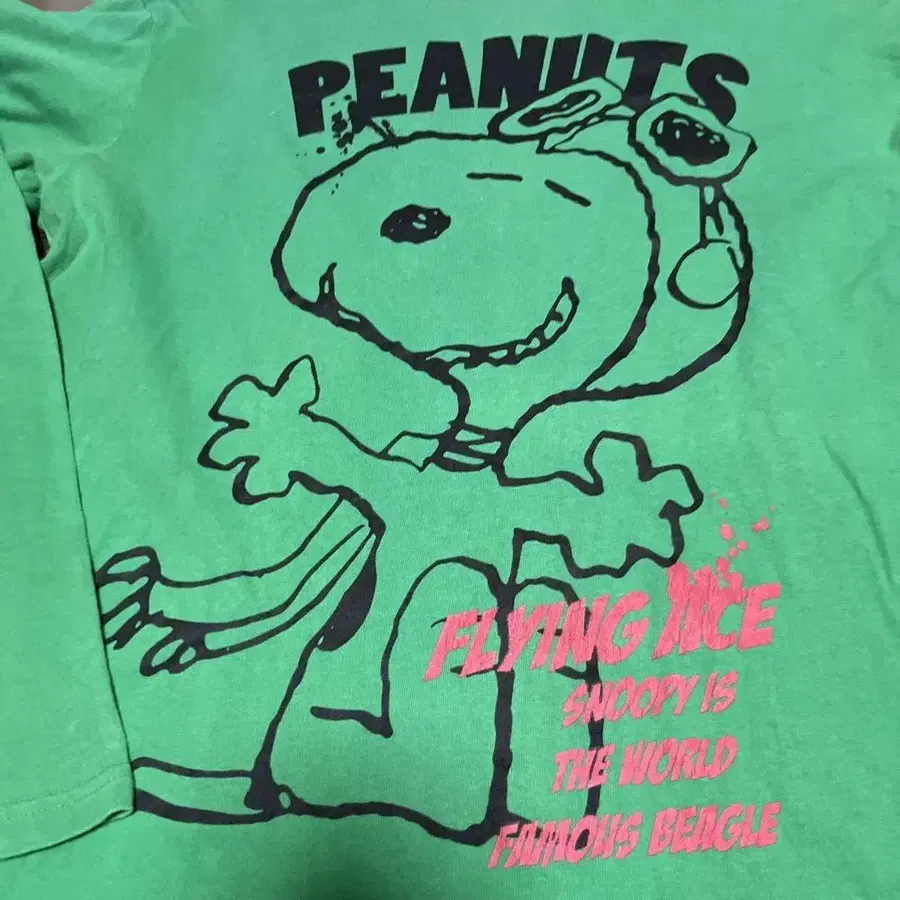 PEANUTS
FLYING ACE
SNOOPY IS
THE WORLD
FAMOUS BEAGLE